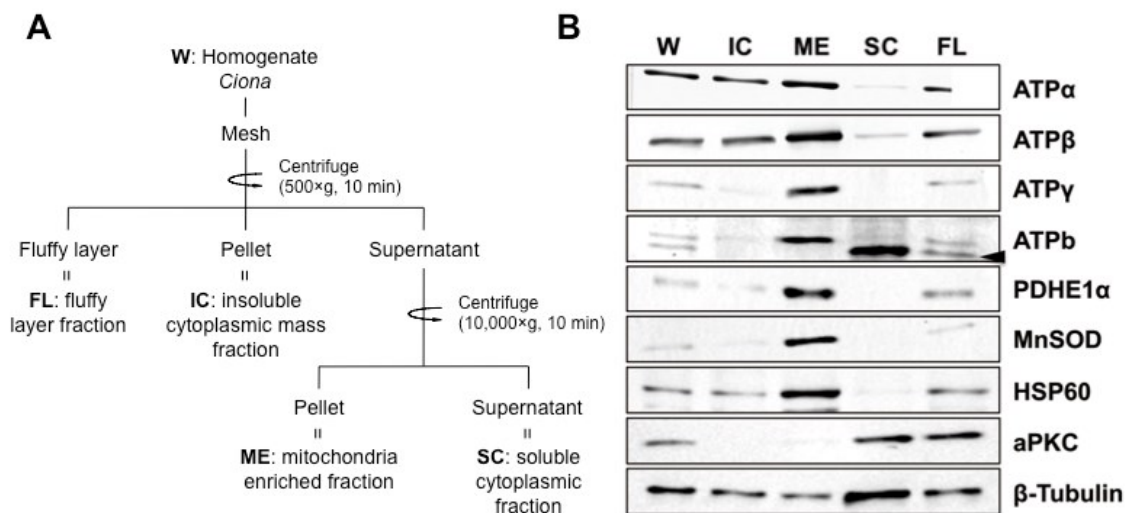 A
W: Homogenate
Ciona
Mesh
Centrifuge
(500×g, 10 min)
Fluffy layer
=
FL: fluffy
layer fraction
Pellet
=
IC: insoluble
cytoplasmic mass
fraction
Supernatant
Centrifuge
(10,000×g, 10 min)
Pellet
=
ME: mitochondria
enriched fraction
Supernatant
=
SC: soluble
cytoplasmic
fraction
B
W IC ME SC FL
ATPα
ATPβ
ATPγ
ATPb
PDHE1α
MnSOD
HSP60
aPKC
β-Tubulin